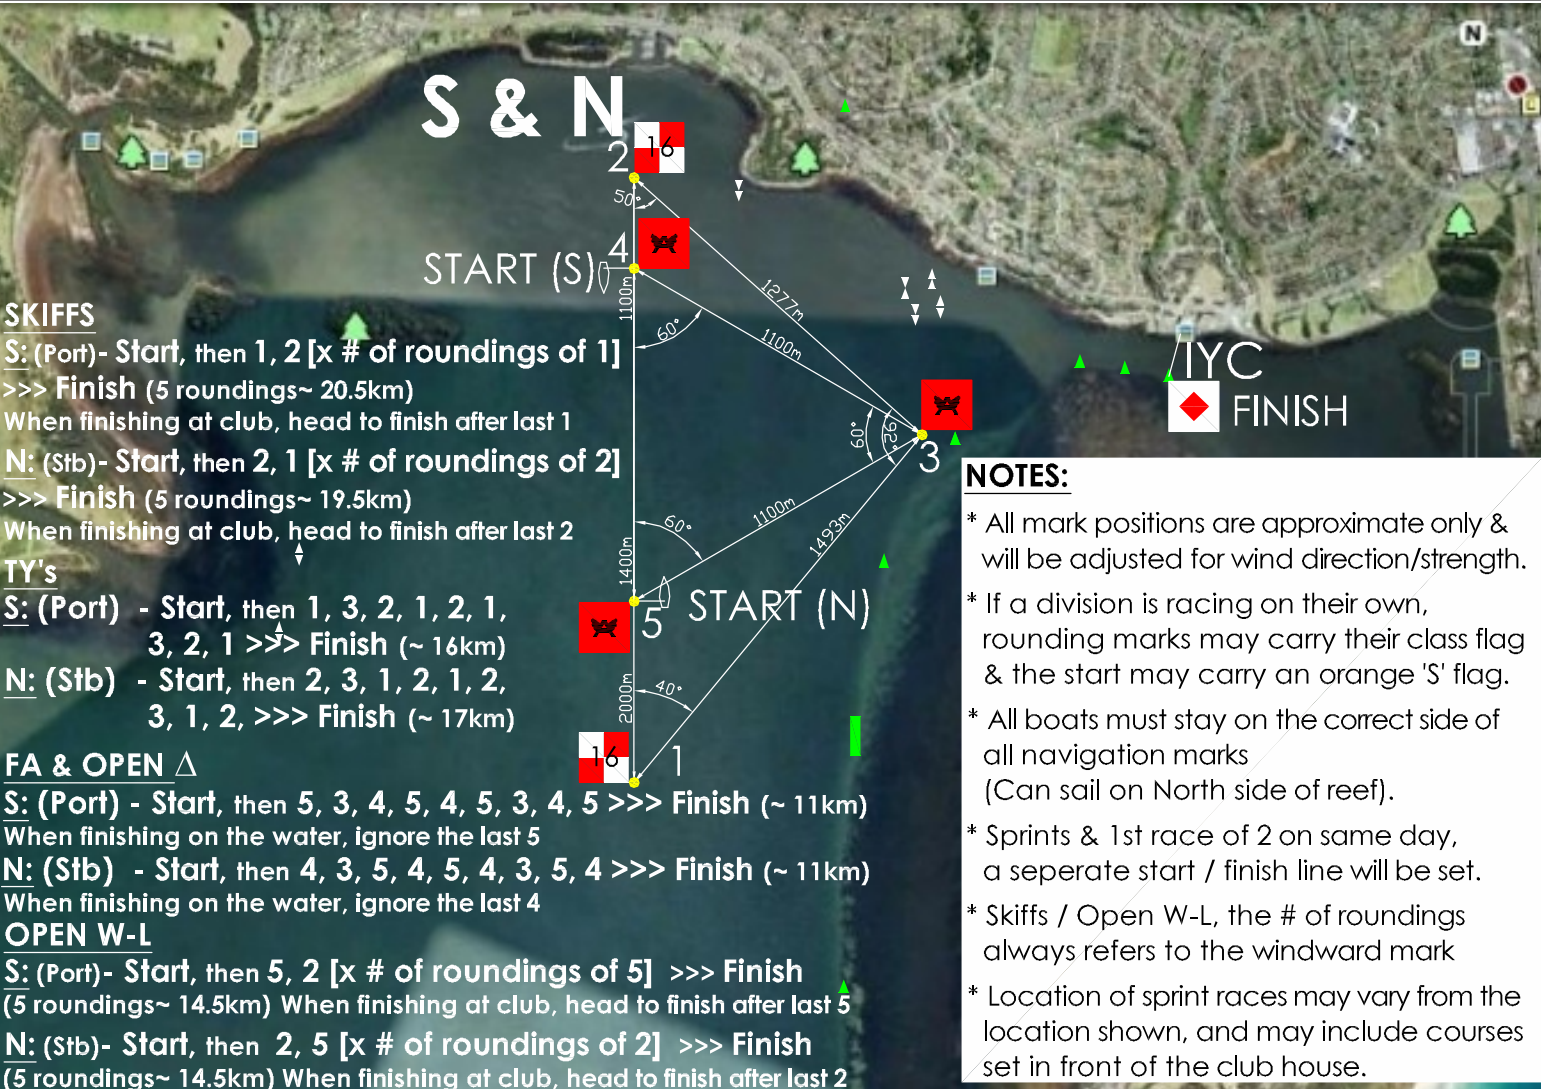 N
S & N
16
2
50°
4
START (S)
1100m
60°
1277m
1100m
60°
92°
3
IYC
FINISH
SKIFFS
S: (Port)- Start, then 1, 2 [x # of roundings of 1]
>>> Finish (5 roundings~ 20.5km)
When finishing at club, head to finish after last 1
N: (Stb)- Start, then 2, 1 [x # of roundings of 2]
>>> Finish (5 roundings~ 19.5km)
When finishing at club, head to finish after last 2
60°
1100m
1493m
1400m
START (N)
5
2000m
40°
16
1
TY's
S: (Port) - Start, then 1, 3, 2, 1, 2, 1,
3, 2, 1 >>> Finish (~ 16km)
N: (Stb) - Start, then 2, 3, 1, 2, 1, 2,
3, 1, 2, >>> Finish (~ 17km)
FA & OPEN Δ
S: (Port) - Start, then 5, 3, 4, 5, 4, 5, 3, 4, 5 >>> Finish (~ 11km)
When finishing on the water, ignore the last 5
N: (Stb) - Start, then 4, 3, 5, 4, 5, 4, 3, 5, 4 >>> Finish (~ 11km)
When finishing on the water, ignore the last 4
OPEN W-L
S: (Port)- Start, then 5, 2 [x # of roundings of 5] >>> Finish
(5 roundings~ 14.5km) When finishing at club, head to finish after last 5
N: (Stb)- Start, then 2, 5 [x # of roundings of 2] >>> Finish
(5 roundings~ 14.5km) When finishing at club, head to finish after last 2
NOTES:
* All mark positions are approximate only &
will be adjusted for wind direction/strength.
* If a division is racing on their own,
rounding marks may carry their class flag
& the start may carry an orange 'S' flag.
* All boats must stay on the correct side of
all navigation marks
(Can sail on North side of reef).
* Sprints & 1st race of 2 on same day,
a seperate start / finish line will be set.
* Skiffs / Open W-L, the # of roundings
always refers to the windward mark
* Location of sprint races may vary from the
location shown, and may include courses
set in front of the club house.